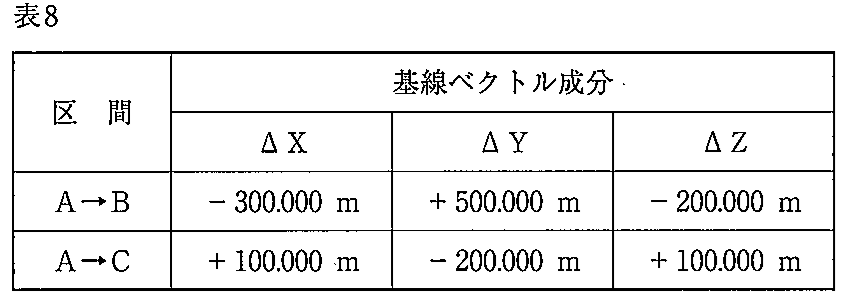 表8
区 間 基線ベクトル成分
ΔX ΔY ΔZ
A→B －300.000 m ＋500.000 m －200.000 m
A→C ＋100.000 m －200.000 m ＋100.000 m